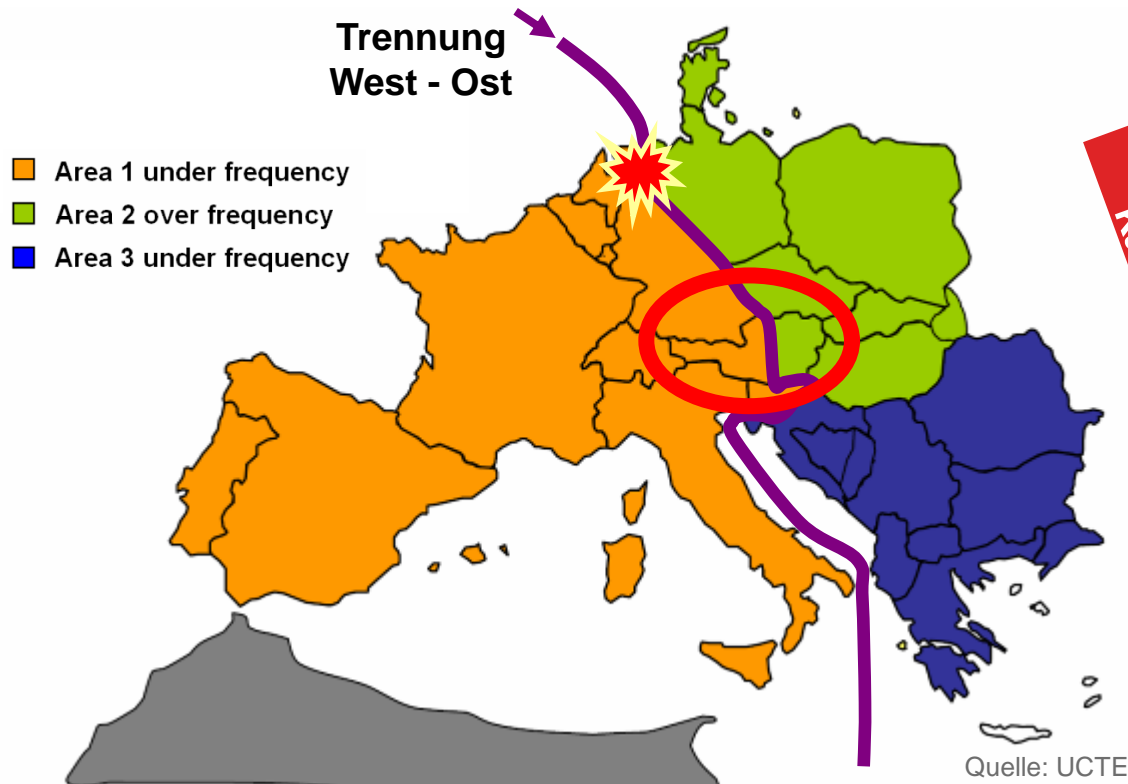 Trennung
West - Ost
Area 1 under frequency
Area 2 over frequency
Area 3 under frequency
Quelle: UCTE